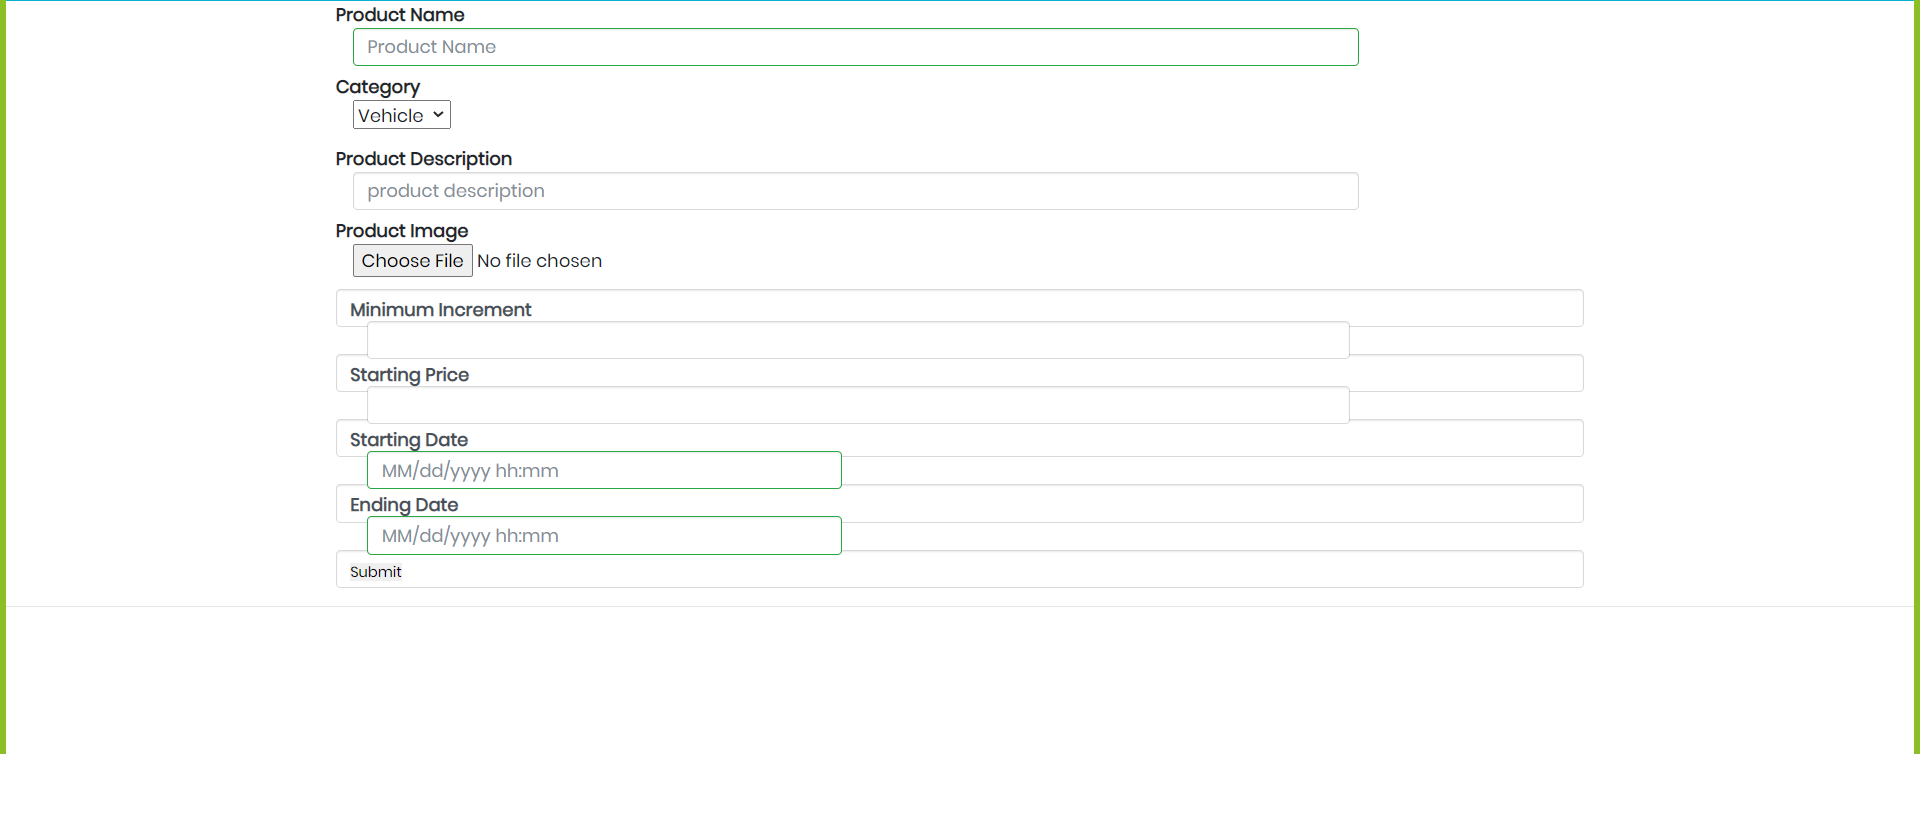 Product Name
Product Name
Category
Vehicle
Product Description
product description
Product Image
Choose File No file chosen
Minimum Increment
Starting Price
Starting Date
MM/dd/yyyy hh:mm
Ending Date
MM/dd/yyyy hh:mm
Submit